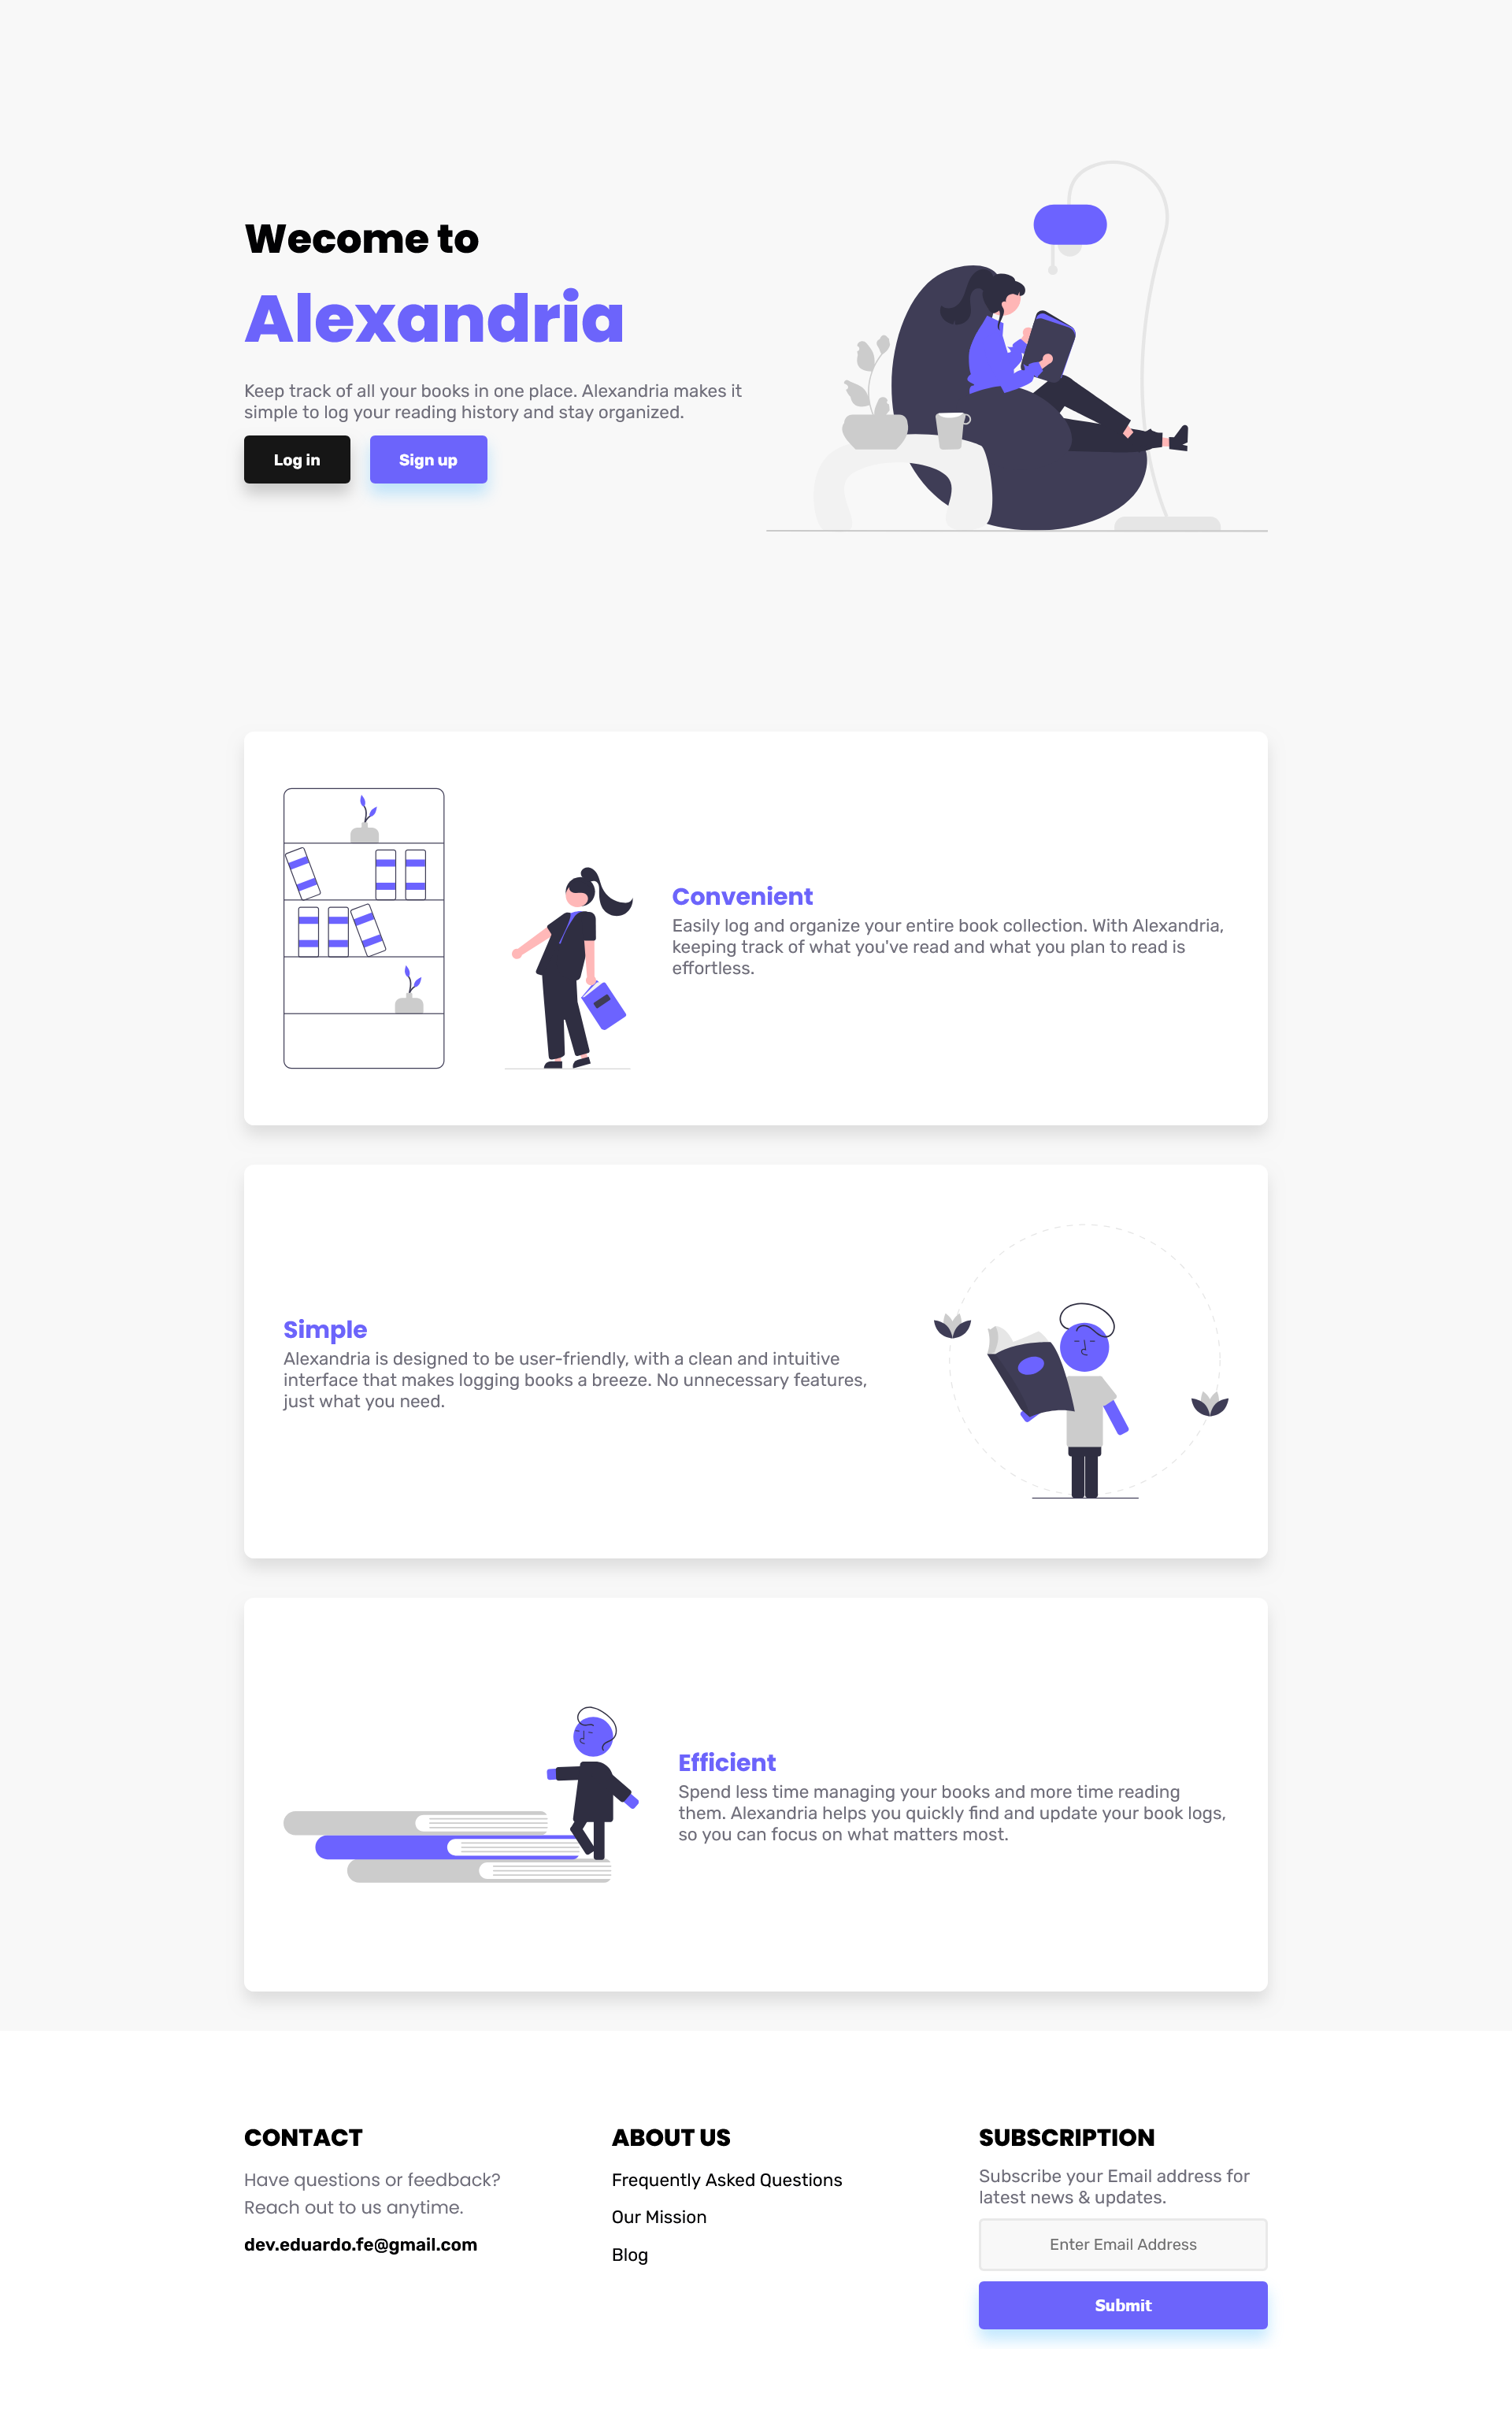 Wecome to
Alexandria
Keep track of all your books in one place. Alexandria makes it
simple to log your reading history and stay organized.
Log in
Sign up
Convenient
Easily log and organize your entire book collection. With Alexandria,
keeping track of what you've read and what you plan to read is
effortless.
Simple
Alexandria is designed to be user-friendly, with a clean and intuitive
interface that makes logging books a breeze. No unnecessary features,
just what you need.
Efficient
Spend less time managing your books and more time reading
them. Alexandria helps you quickly find and update your book logs,
so you can focus on what matters most.
CONTACT
Have questions or feedback?
Reach out to us anytime.
dev.eduardo.fe@gmail.com
ABOUT US
Frequently Asked Questions
Our Mission
Blog
SUBSCRIPTION
Subscribe your Email address for
latest news & updates.
Enter Email Address
Submit